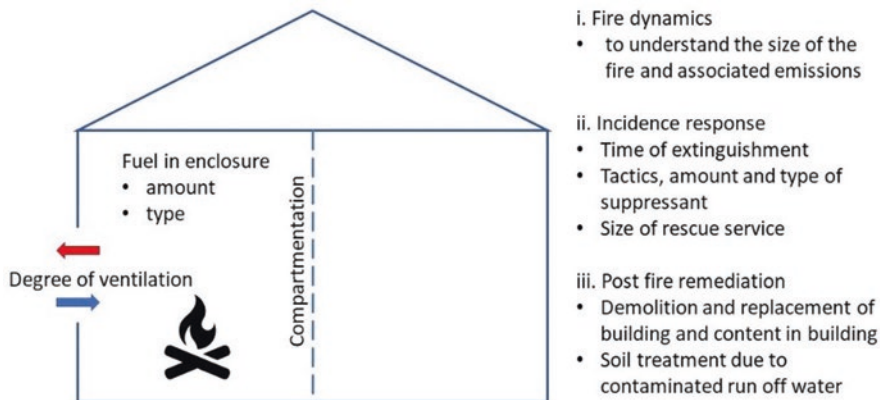 Fuel in enclosure
• amount
• type
Degree of ventilation
Compartmentation
i. Fire dynamics
• to understand the size of the
fire and associated emissions
ii. Incidence response
• Time of extinguishment
• Tactics, amount and type of
suppressant
• Size of rescue service
iii. Post fire remediation
• Demolition and replacement of
building and content in building
• Soil treatment due to
contaminated run off water